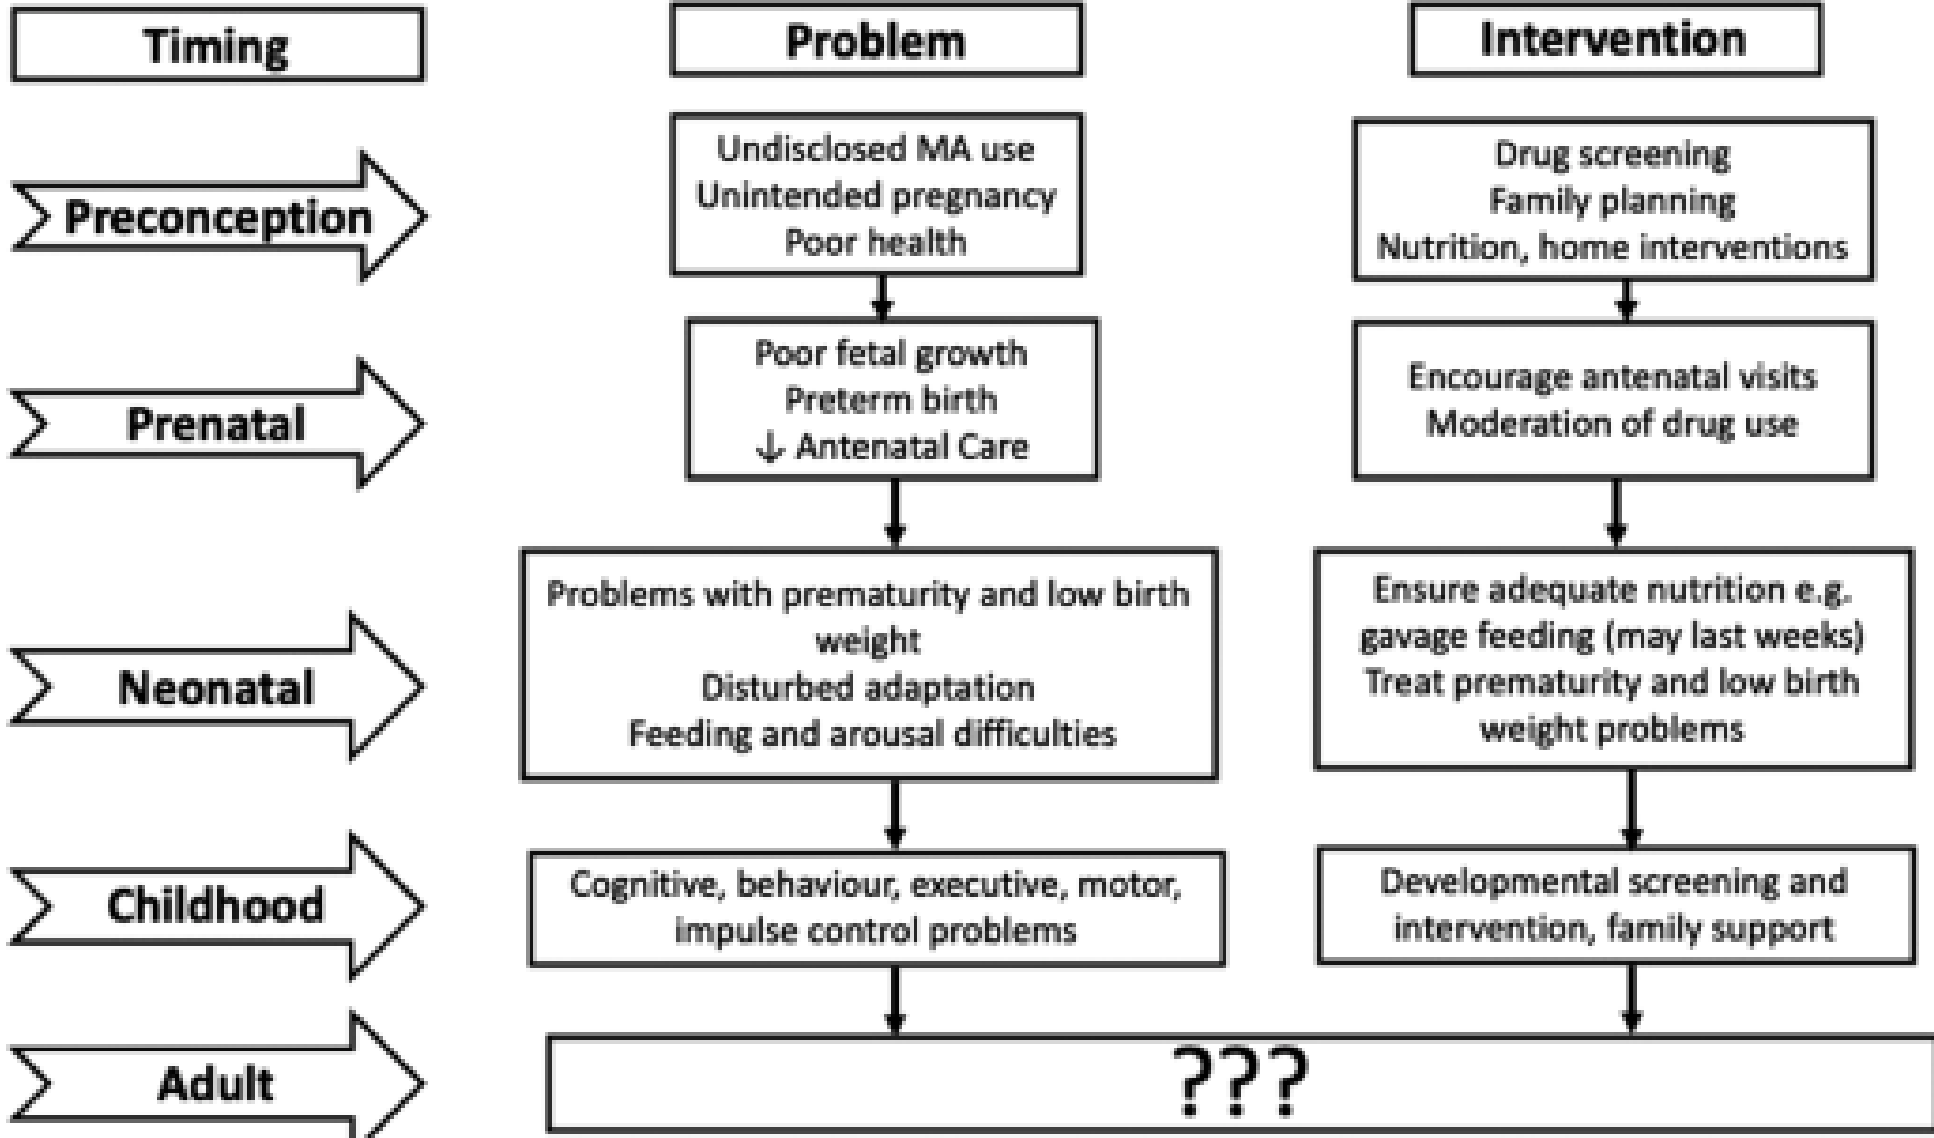 Timing
Problem
Intervention
Preconception
Undisclosed MA use
Unintended pregnancy
Poor health
Drug screening
Family planning
Nutrition, home interventions
Prenatal
Poor fetal growth
Preterm birth
↓ Antenatal Care
Encourage antenatal visits
Moderation of drug use
Neonatal
Problems with prematurity and low birth
weight
Disturbed adaptation
Feeding and arousal difficulties
Ensure adequate nutrition e.g.
gavage feeding (may last weeks)
Treat prematurity and low birth
weight problems
Childhood
Cognitive, behaviour, executive, motor,
impulse control problems
Developmental screening and
intervention, family support
Adult
???